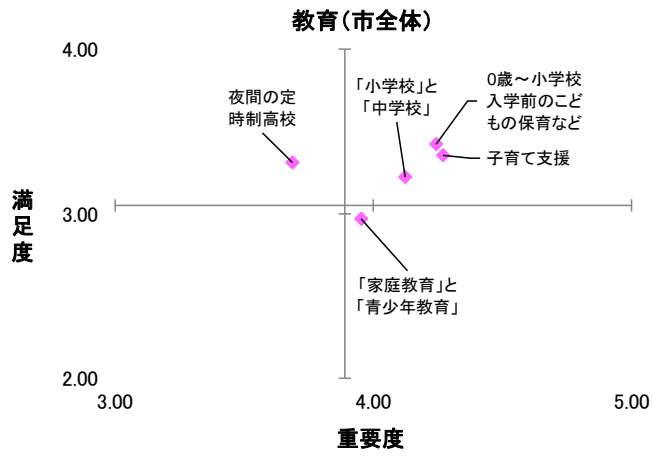 教育(市全体)
4.00
夜間の定
時制高校
「小学校」と
「中学校」
0歳～小学校
入学前のこど
もの保育など
子育て支援
満足度
3.00
「家庭教育」と
「青少年教育」
2.00
3.00
4.00
5.00
重要度